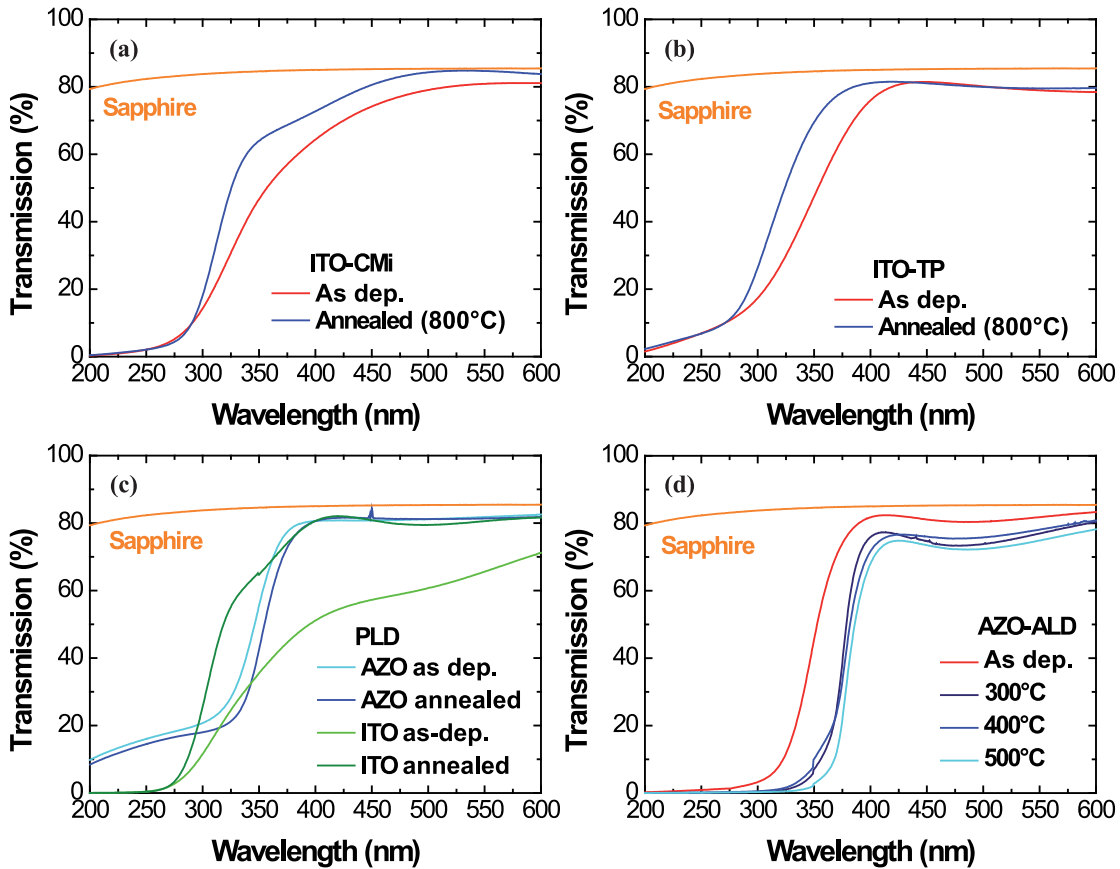 (a)
Sapphire
ITO-CMi
As dep.
Annealed (800°C)
Transmission (%)
0
20
40
60
80
100
200 250 300 350 400 450 500 550 600
Wavelength (nm)
(b)
Sapphire
ITO-TP
As dep.
Annealed (800°C)
Transmission (%)
0
20
40
60
80
100
200 250 300 350 400 450 500 550 600
Wavelength (nm)
(c)
Sapphire
PLD
AZO as dep.
AZO annealed
ITO as-dep.
ITO annealed
Transmission (%)
0
20
40
60
80
100
200 250 300 350 400 450 500 550 600
Wavelength (nm)
(d)
Sapphire
AZO-ALD
As dep.
300°C
400°C
500°C
Transmission (%)
0
20
40
60
80
100
200 250 300 350 400 450 500 550 600
Wavelength (nm)